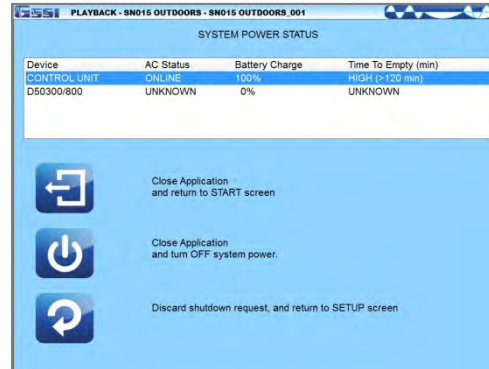 GSSI PLAYBACK - SN015 OUTDOORS - SN015 OUTDOORS_001
SYSTEM POWER STATUS
Device AC Status Battery Charge Time To Empty (min)
CONTROL UNIT ONLINE 100% HIGH (>120 min)
D50300/800 UNKNOWN 0% UNKNOWN
Close Application
and return to START screen
Close Application
and turn OFF system power.
Discard shutdown request, and return to SETUP screen